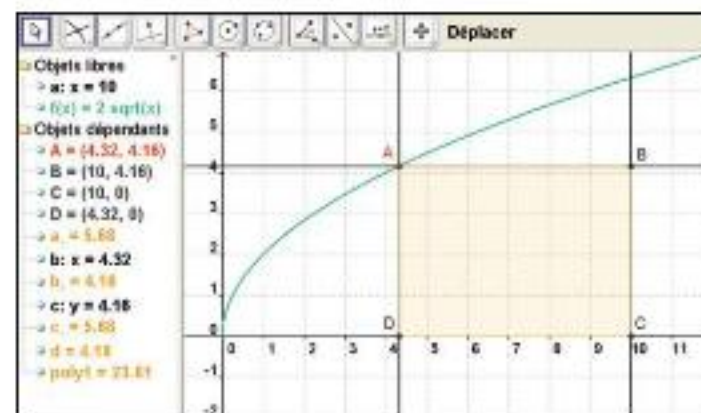 Déplacer
Objets libres
a: x = 10
f(x) = 2 sqrt(x)
Objets dépendants
A = (4.32, 4.16)
B = (10, 4.16)
C = (10, 0)
D = (4.32, 0)
a, = 5.68
b: x = 4.32
b, = 4.16
c: y = 4.16
c, = 5.68
d = 4.16
poly1 = 23.61
A
B
C
D
6
5
4
3
2
1
0
-1
-2
0 1 2 3 4 5 6 7 8 9 10 11